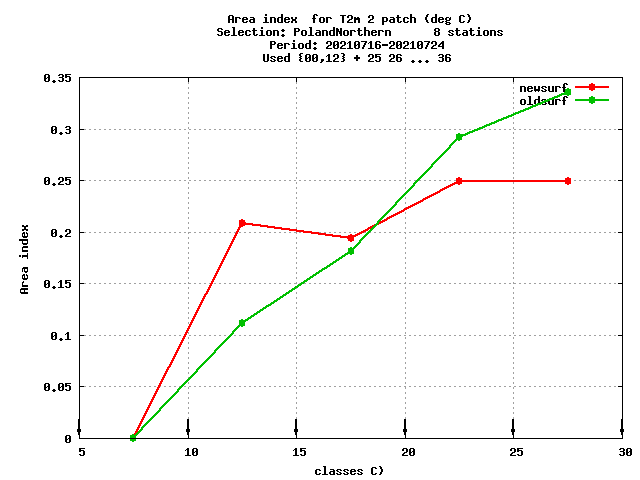 Area index  for T2m 2 patch (deg C)
Selection: PolandNorthern      8 stations
Period: 20210716-20210724
Used {00,12} + 25 26 ... 36
0.35
0.3
0.25
0.2
0.15
0.1
0.05
0
Area index
newsurf
oldsurf
5 10 15 20 25 30
classes C)